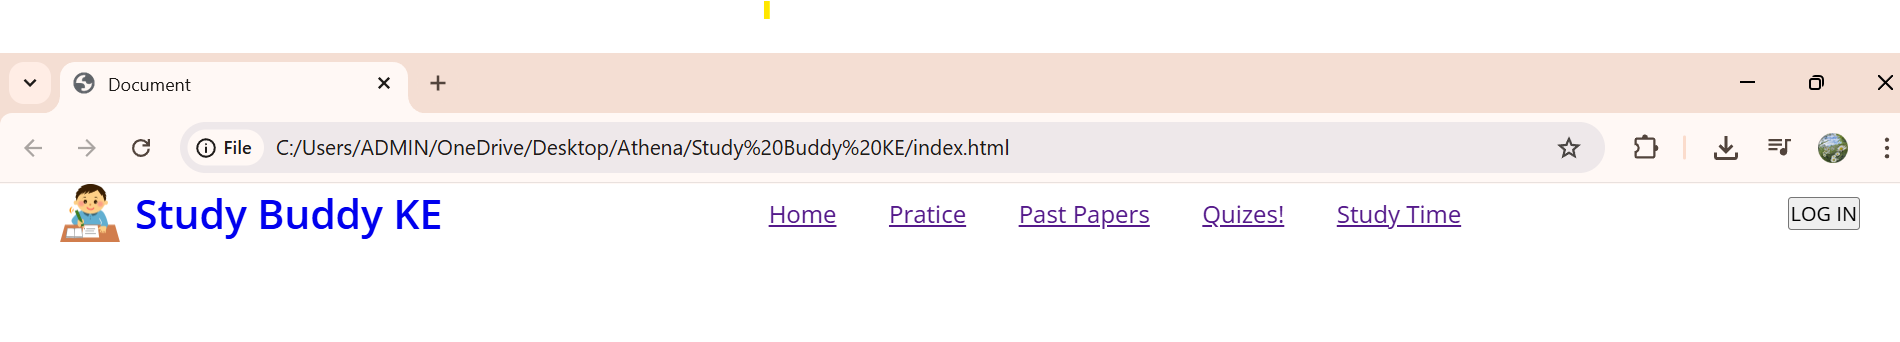 Document
File C:/Users/ADMIN/OneDrive/Desktop/Athena/Study%20Buddy%20KE/index.html
Study Buddy KE Home Pratice Past Papers Quizes! Study Time LOG IN